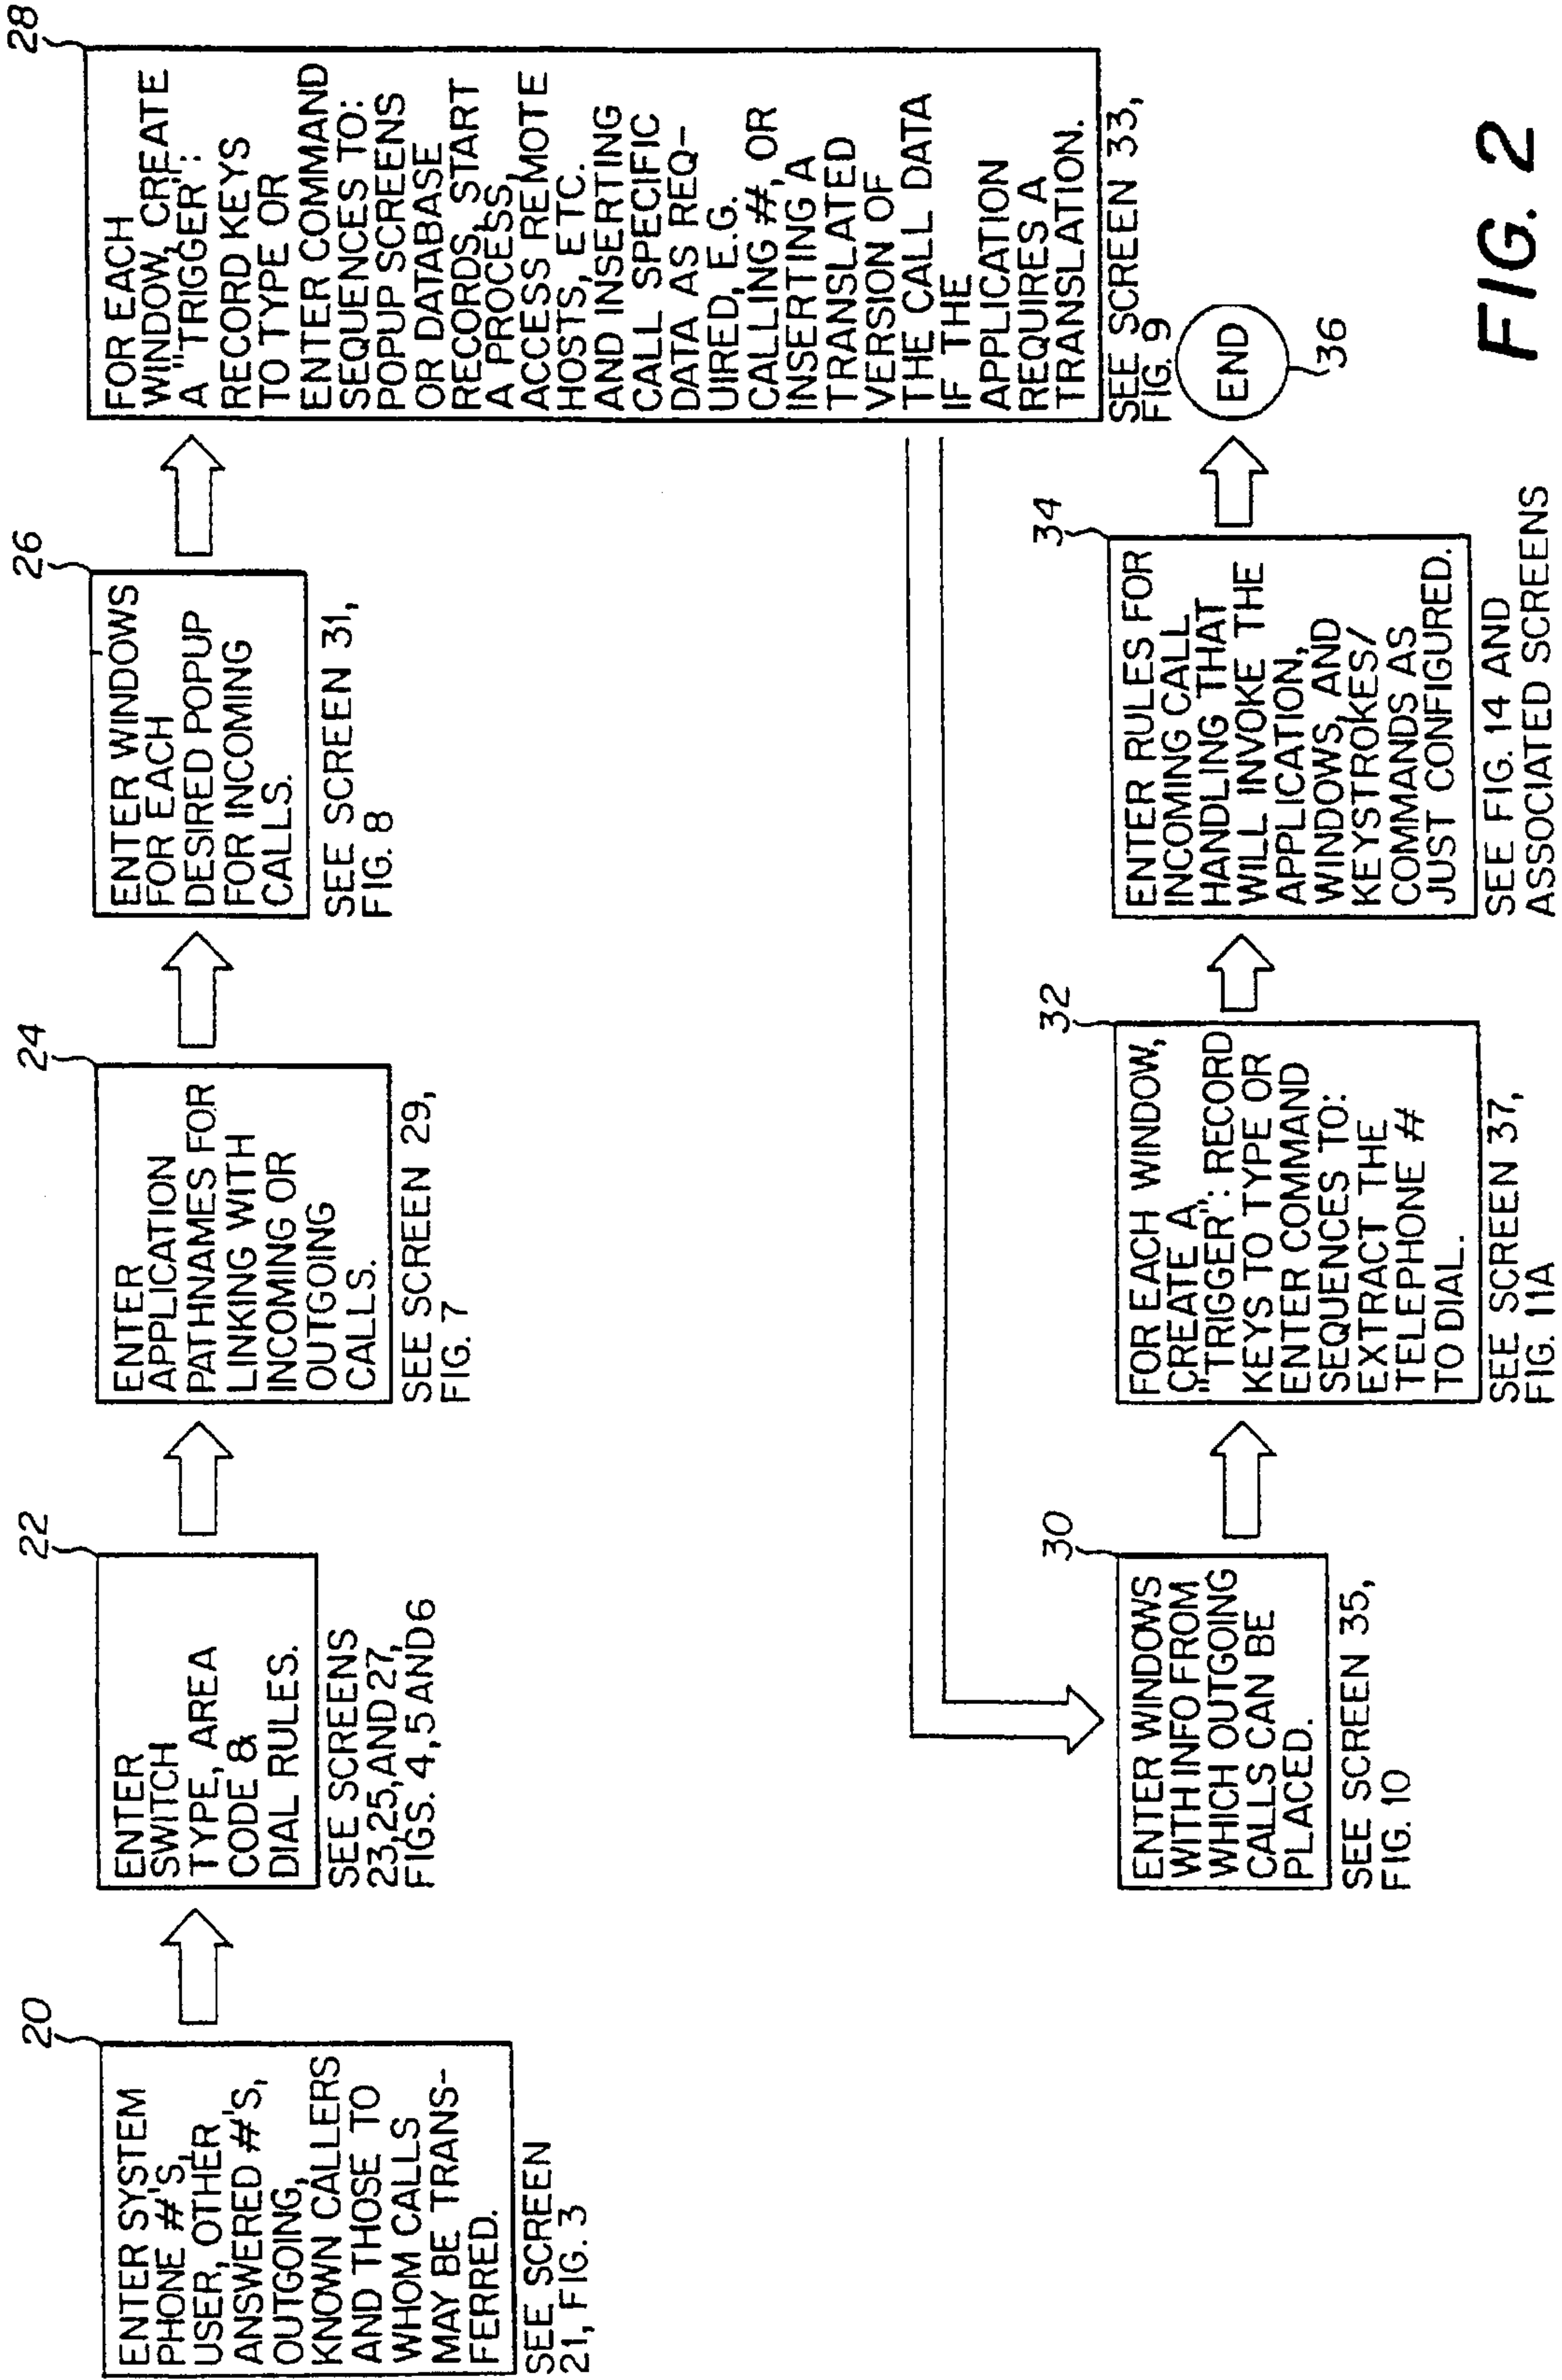 20
ENTER SYSTEM
PHONE #'S,
USER, OTHER
ANSWERED #'S,
OUTGOING,
KNOWN CALLERS
AND THOSE TO
WHOM CALLS
MAY BE TRANS-
FERRED.
SEE SCREEN
21, FIG. 3
22
ENTER
SWITCH
TYPE, AREA
CODE &
DIAL RULES.
SEE SCREENS
23,25,AND 27,
FIGS. 4, 5 AND 6
24
ENTER
APPLICATION
PATHNAMES FOR
LINKING WITH
INCOMING OR
OUTGOING
CALLS.
SEE SCREEN 29,
FIG. 7
26
ENTER WINDOWS
FOR EACH
DESIRED POPUP
FOR INCOMING
CALLS.
SEE SCREEN 31,
FIG. 8
28
FOR EACH
WINDOW, CREATE
A "TRIGGER":
RECORD KEYS
TO TYPE OR
ENTER COMMAND
SEQUENCES TO:
POPUP SCREENS
OR DATABASE
RECORDS, START
A PROCESS,
ACCESS REMOTE
HOSTS, ETC.
AND INSERTING
CALL SPECIFIC
DATA AS REQ-
UIRED, E.G.
CALLING #, OR
INSERTING A
TRANSLATED
VERSION OF
THE CALL DATA
IF THE
APPLICATION
REQUIRES A
TRANSLATION.
SEE SCREEN 33,
FIG. 9
30
ENTER WINDOWS
WITH INFO FROM
WHICH OUTGOING
CALLS CAN BE
PLACED.
SEE SCREEN 35,
FIG. 10
32
FOR EACH WINDOW,
CREATE A
"TRIGGER": RECORD
KEYS TO TYPE OR
ENTER COMMAND
SEQUENCES TO:
EXTRACT THE
TELEPHONE #
TO DIAL.
SEE SCREEN 37,
FIG. 11A
34
ENTER RULES FOR
INCOMING CALL
HANDLING THAT
WILL INVOKE THE
APPLICATION,
WINDOWS, AND
KEYSTROKES/
COMMANDS AS
JUST CONFIGURED.
SEE FIG. 14 AND
ASSOCIATED SCREENS
END
36
FIG. 2